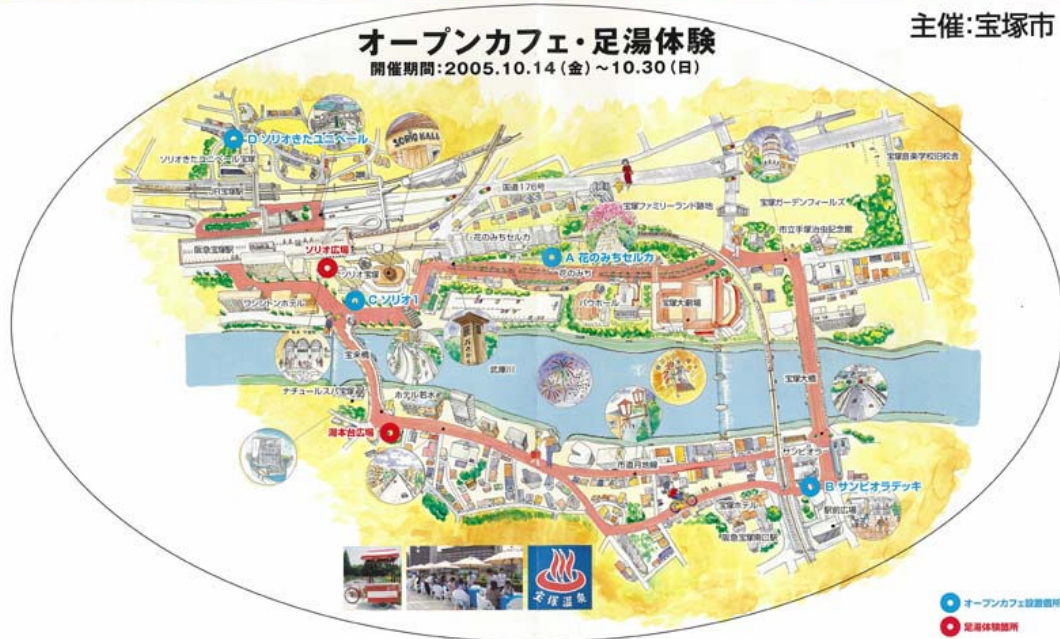 主催:宝塚市
オープンカフェ・足湯体験
開催期間:2005.10.14(金)～10.30(日)
D ソリオきたユニベール
SORIO HALL
ソリオきたユニベール宝塚
JR宝塚駅
国道176号
宝塚音楽学校旧校舎
宝塚ファミリーランド跡地
宝塚ガーデンフィールズ
市立手塚治虫記念館
花のみちセルカ
阪急宝塚駅
ソリオ広場
A 花のみちセルカ
ソリオ宝塚
花のみち
ワシントンホテル
C ソリオ1
バウホール
宝塚大劇場
宝来橋
武庫川
宝塚大橋
ナチュールスパ宝塚
ホテル若水
湯本台広場
サンビオラ
市道月地線
B サンビオラデッキ
宝塚ホテル
駅前広場
阪急宝塚南口駅
宝塚温泉
オープンカフェ設置個所
足湯体験箇所